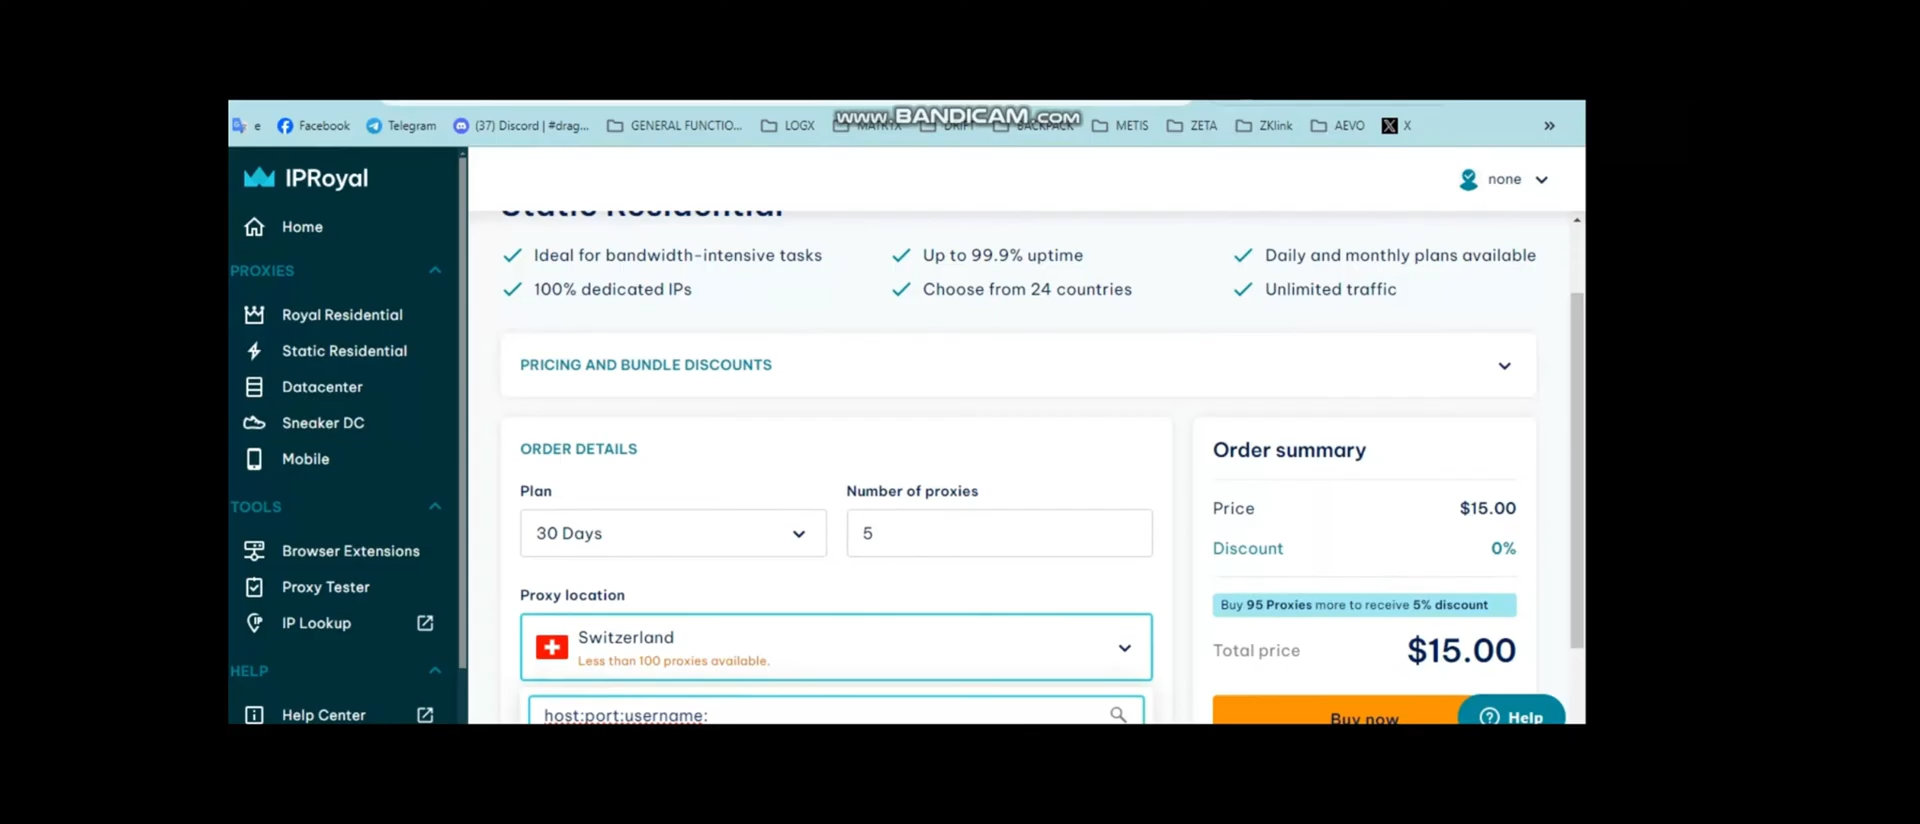 www.BANDICAM.com
e Facebook Telegram (37) Discord | #drag... GENERAL FUNCTIO... LOGX MATRYX DRIFT BACKPACK METIS ZETA ZKlink AEVO X »
IPRoyal
none
Home
PROXIES
Royal Residential
Static Residential
Datacenter
Sneaker DC
Mobile
TOOLS
Browser Extensions
Proxy Tester
IP Lookup
HELP
Help Center
Static Residential
Ideal for bandwidth-intensive tasks
Up to 99.9% uptime
Daily and monthly plans available
100% dedicated IPs
Choose from 24 countries
Unlimited traffic
PRICING AND BUNDLE DISCOUNTS
ORDER DETAILS
Plan
Number of proxies
30 Days
5
Proxy location
Switzerland
Less than 100 proxies available.
host:port:username:
Order summary
Price $15.00
Discount 0%
Buy 95 Proxies more to receive 5% discount
Total price $15.00
Buy now
Help